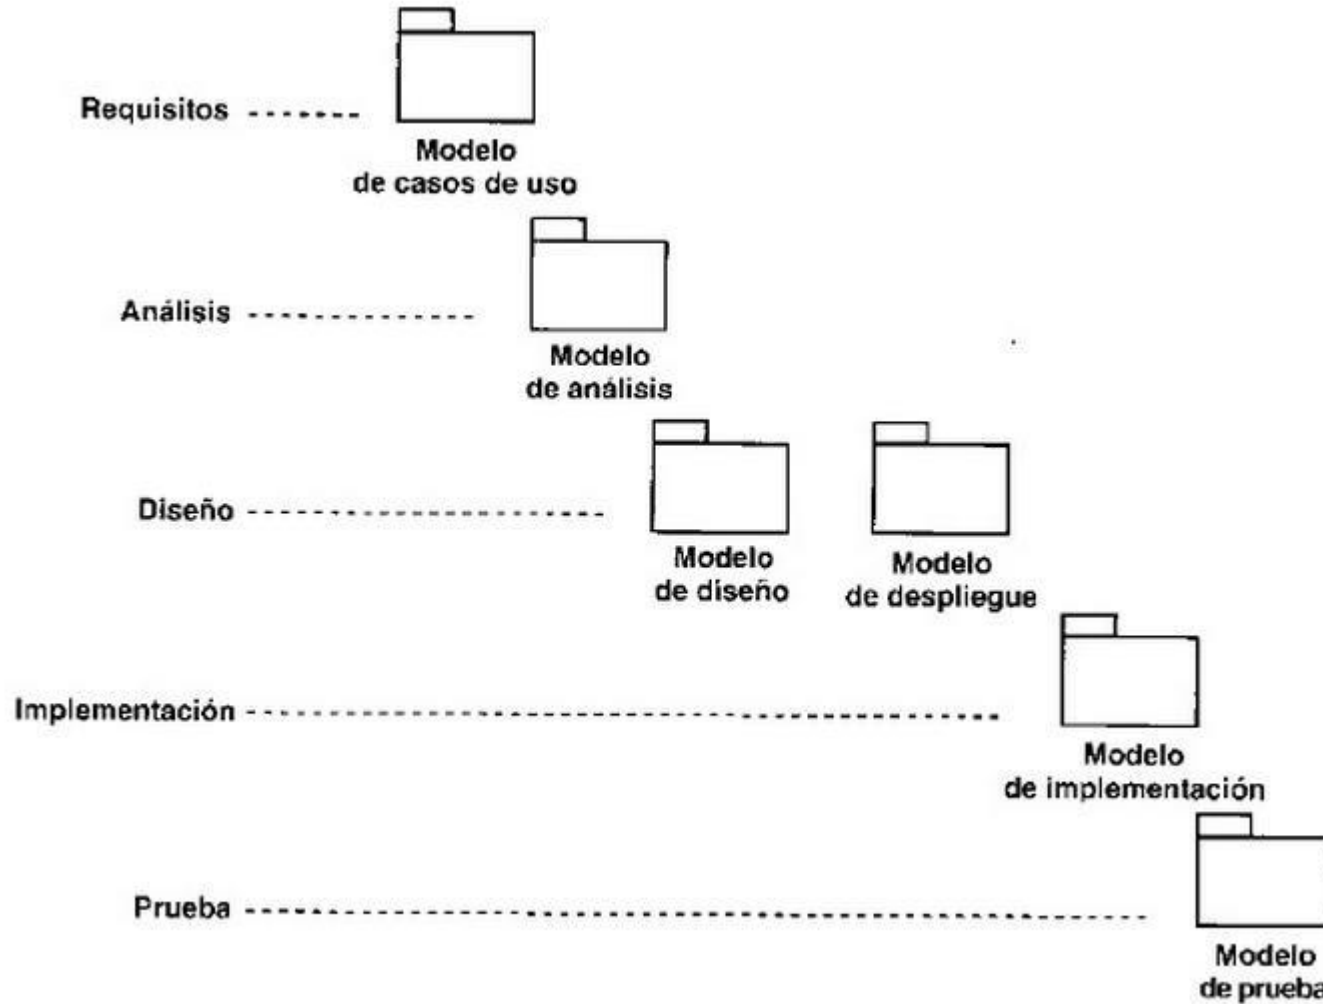 Requisitos
Modelo
de casos de uso
Análisis
Modelo
de análisis
Diseño
Modelo
de diseño
Modelo
de despliegue
Implementación
Modelo
de implementación
Prueba
Modelo
de prueba